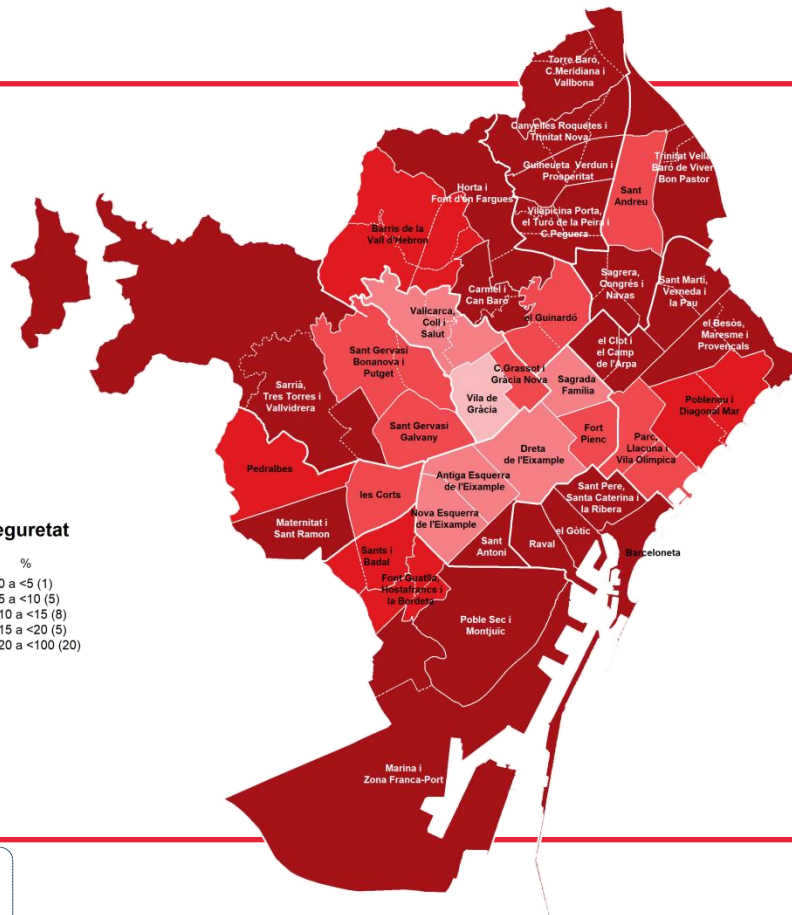 Torre Baró,
C.Meridiana i
Vallbona
Canyelles Roquetes i
Trinitat Nova
Guineueta Verdun i
Prosperitat
Trinitat Vella
Baró de Viver
Bon Pastor
Sant
Andreu
Horta i
Font d'en Fargues
Vilapicina Porta,
el Turó de la Peira i
C.Peguera
Barris de la
Vall d'Hebron
Sagrera,
Congrés i
Navas
Sant Martí,
Verneda i
la Pau
Carmel i
Can Baró
Vallcarca,
Coll i
Salut
el Guinardó
el Besòs,
Maresme i
Provençals
el Clot i
el Camp
de l'Arpa
Sant Gervasi
Bonanova i
Putget
C.Grassot i
Gràcia Nova
Sagrada
Família
Sarrià,
Tres Torres i
Vallvidrera
Vila de
Gràcia
Poblenou i
Diagonal Mar
Sant Gervasi
Galvany
Fort
Pienc
Parc,
Llacuna i
Vila Olímpica
Dreta
de l'Eixample
Pedralbes
les Corts
Antiga Esquerra
de l'Eixample
Sant Pere,
Santa Caterina i
la Ribera
Nova Esquerra
de l'Eixample
Maternitat i
Sant Ramon
el Gòtic
Sant
Antoni
Raval
Barceloneta
Sants i
Badal
Font Guatlla,
Hostafrancs i
la Bordeta
Poble Sec i
Montjuïc
Marina i
Zona Franca-Port
eguretat
%
0 a <5 (1)
5 a <10 (5)
10 a <15 (8)
15 a <20 (5)
20 a <100 (20)